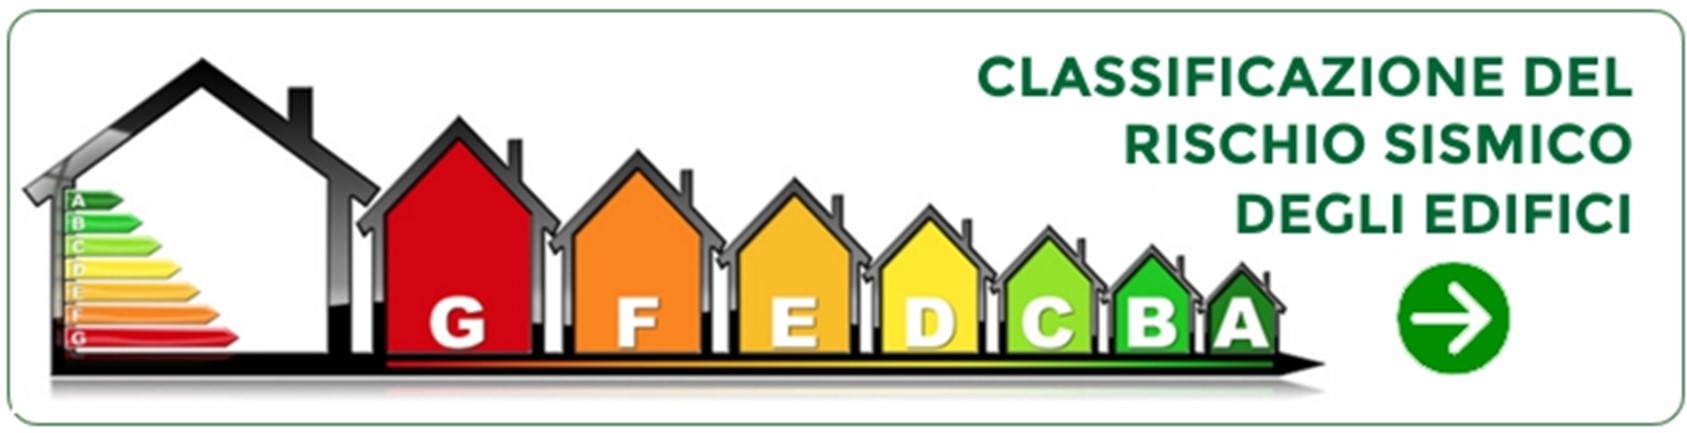 CLASSIFICAZIONE DEL
RISCHIO SISMICO
DEGLI EDIFICI
A
B
C
D
E
F
G
G F E D C B A